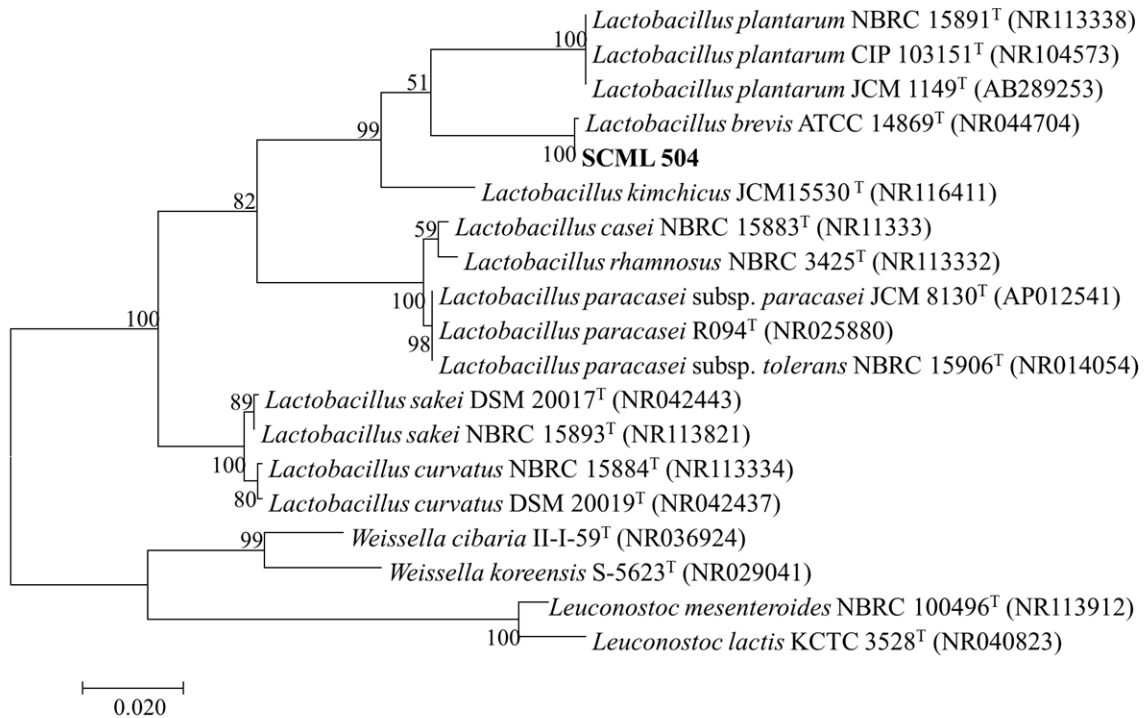 Lactobacillus plantarum NBRC 15891T (NR113338)
100
Lactobacillus plantarum CIP 103151T (NR104573)
Lactobacillus plantarum JCM 1149T (AB289253)
51
Lactobacillus brevis ATCC 14869T (NR044704)
99
100
SCML 504
Lactobacillus kimchicus JCM15530 T (NR116411)
82
Lactobacillus casei NBRC 15883T (NR11333)
59
Lactobacillus rhamnosus NBRC 3425T (NR113332)
100
Lactobacillus paracasei subsp. paracasei JCM 8130T (AP012541)
100
Lactobacillus paracasei R094T (NR025880)
98
Lactobacillus paracasei subsp. tolerans NBRC 15906T (NR014054)
89
Lactobacillus sakei DSM 20017T (NR042443)
Lactobacillus sakei NBRC 15893T (NR113821)
100
Lactobacillus curvatus NBRC 15884T (NR113334)
80
Lactobacillus curvatus DSM 20019T (NR042437)
99
Weissella cibaria II-I-59T (NR036924)
Weissella koreensis S-5623T (NR029041)
Leuconostoc mesenteroides NBRC 100496T (NR113912)
100
Leuconostoc lactis KCTC 3528T (NR040823)
0.020